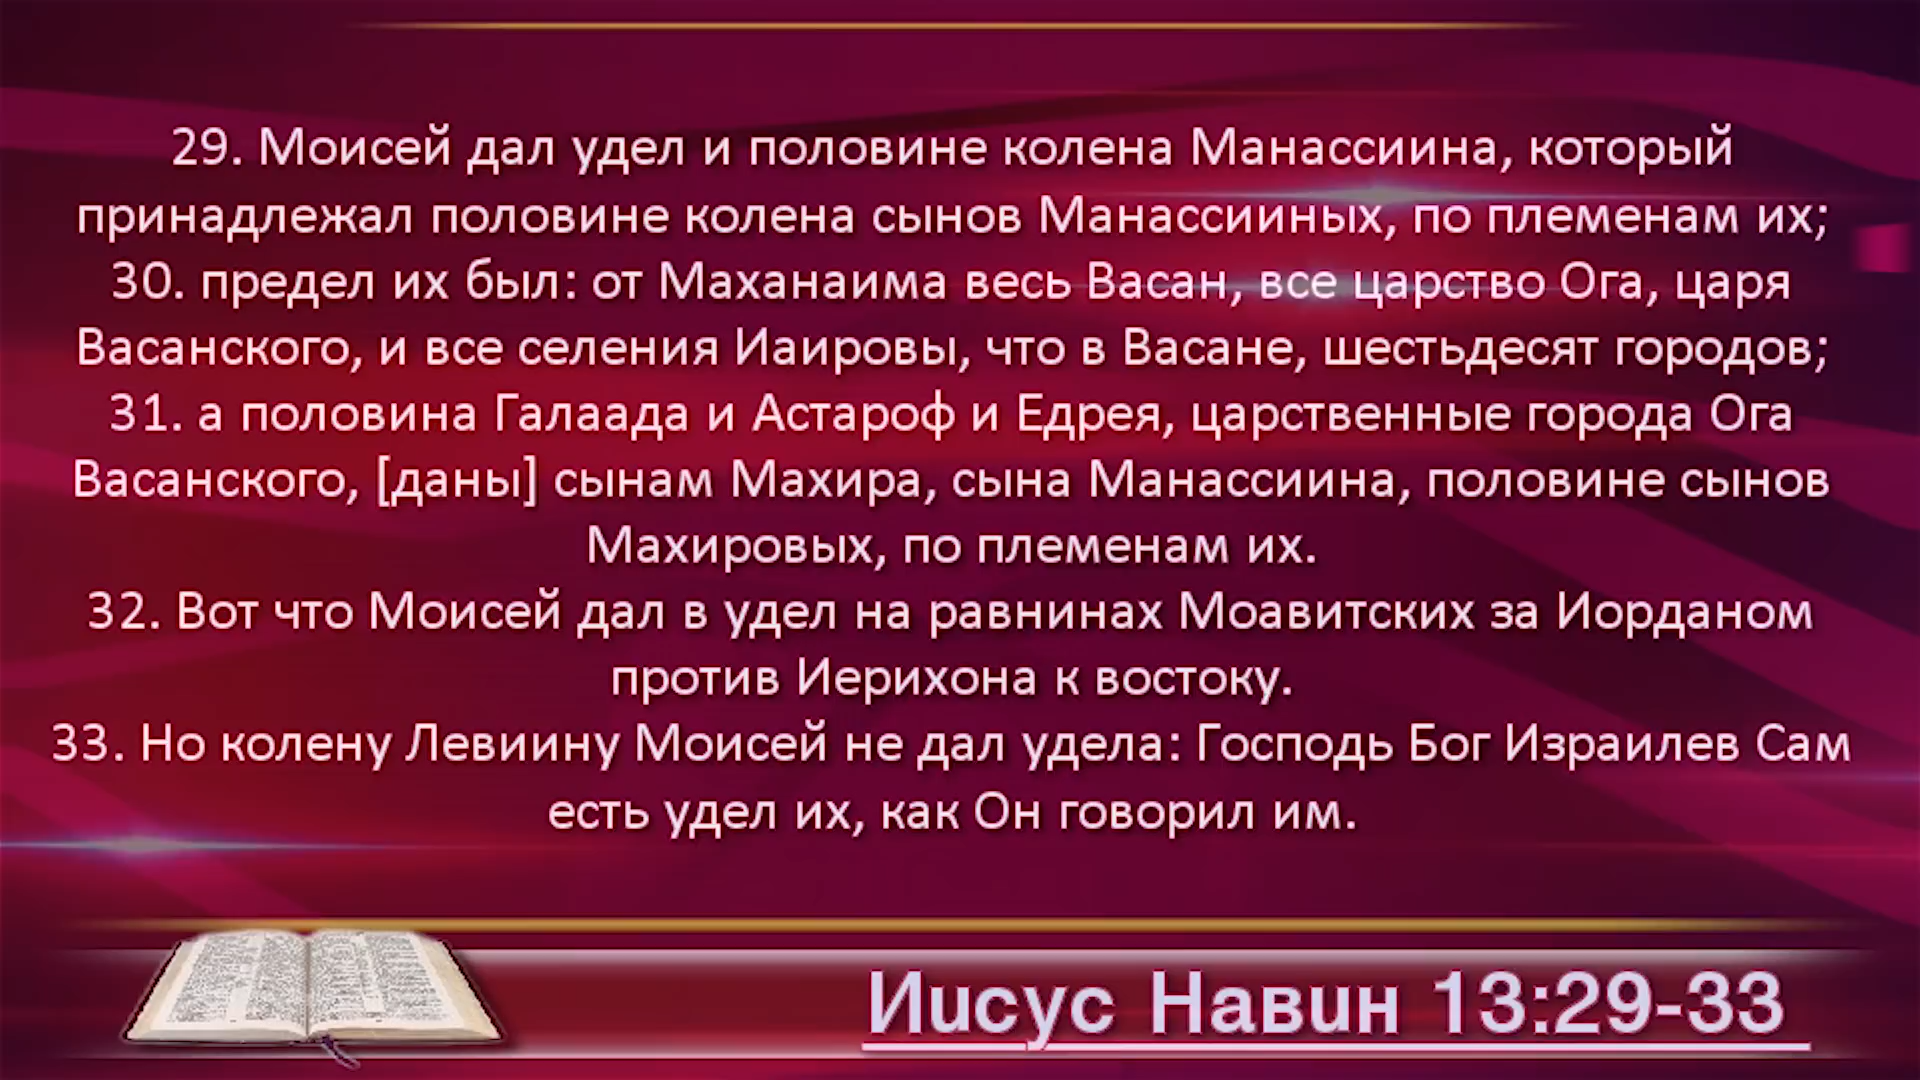 29. Моисей дал удел и половине колена Манассиина, который
принадлежал половине колена сынов Манассииных, по племенам их;
30. предел их был: от Маханаима весь Васан, все царство Ога, царя
Васанского, и все селения Иаировы, что в Васане, шестьдесят городов;
31. а половина Галаада и Астароф и Едрея, царственные города Ога
Васанского, [даны] сынам Махира, сына Манассиина, половине сынов
Махировых, по племенам их.
32. Вот что Моисей дал в удел на равнинах Моавитских за Иорданом
против Иерихона к востоку.
33. Но колену Левиину Моисей не дал удела: Господь Бог Израилев Сам
есть удел их, как Он говорил им.
Иисус Навин 13:29-33